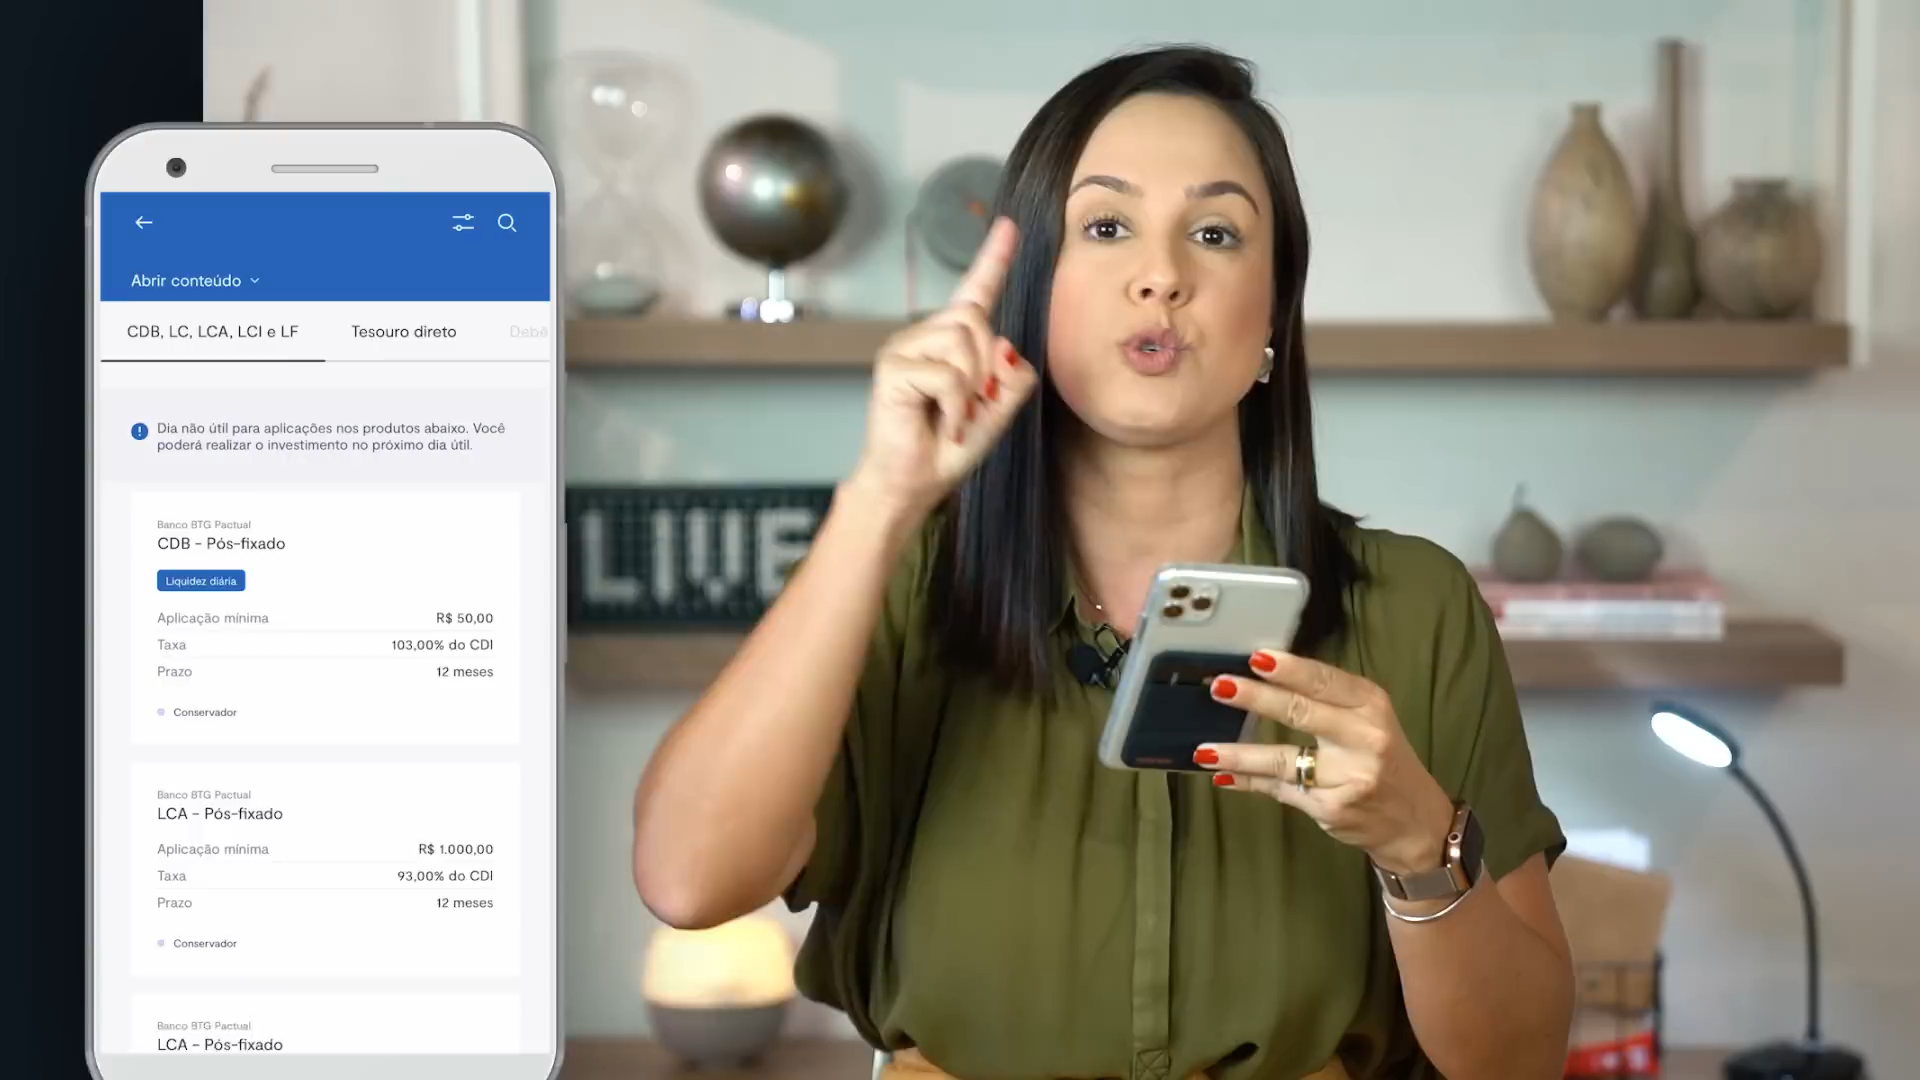 Abrir conteúdo
CDB, LC, LCA, LCI e LF Tesouro direto Debê
Dia não útil para aplicações nos produtos abaixo. Você
poderá realizar o investimento no próximo dia útil.
Banco BTG Pactual
CDB - Pós-fixado
Liquidez diária
Aplicação mínima R$ 50,00
Taxa 103,00% do CDI
Prazo 12 meses
Conservador
Banco BTG Pactual
LCA - Pós-fixado
Aplicação mínima R$ 1.000,00
Taxa 93,00% do CDI
Prazo 12 meses
Conservador
Banco BTG Pactual
LCA - Pós-fixado
LIVE